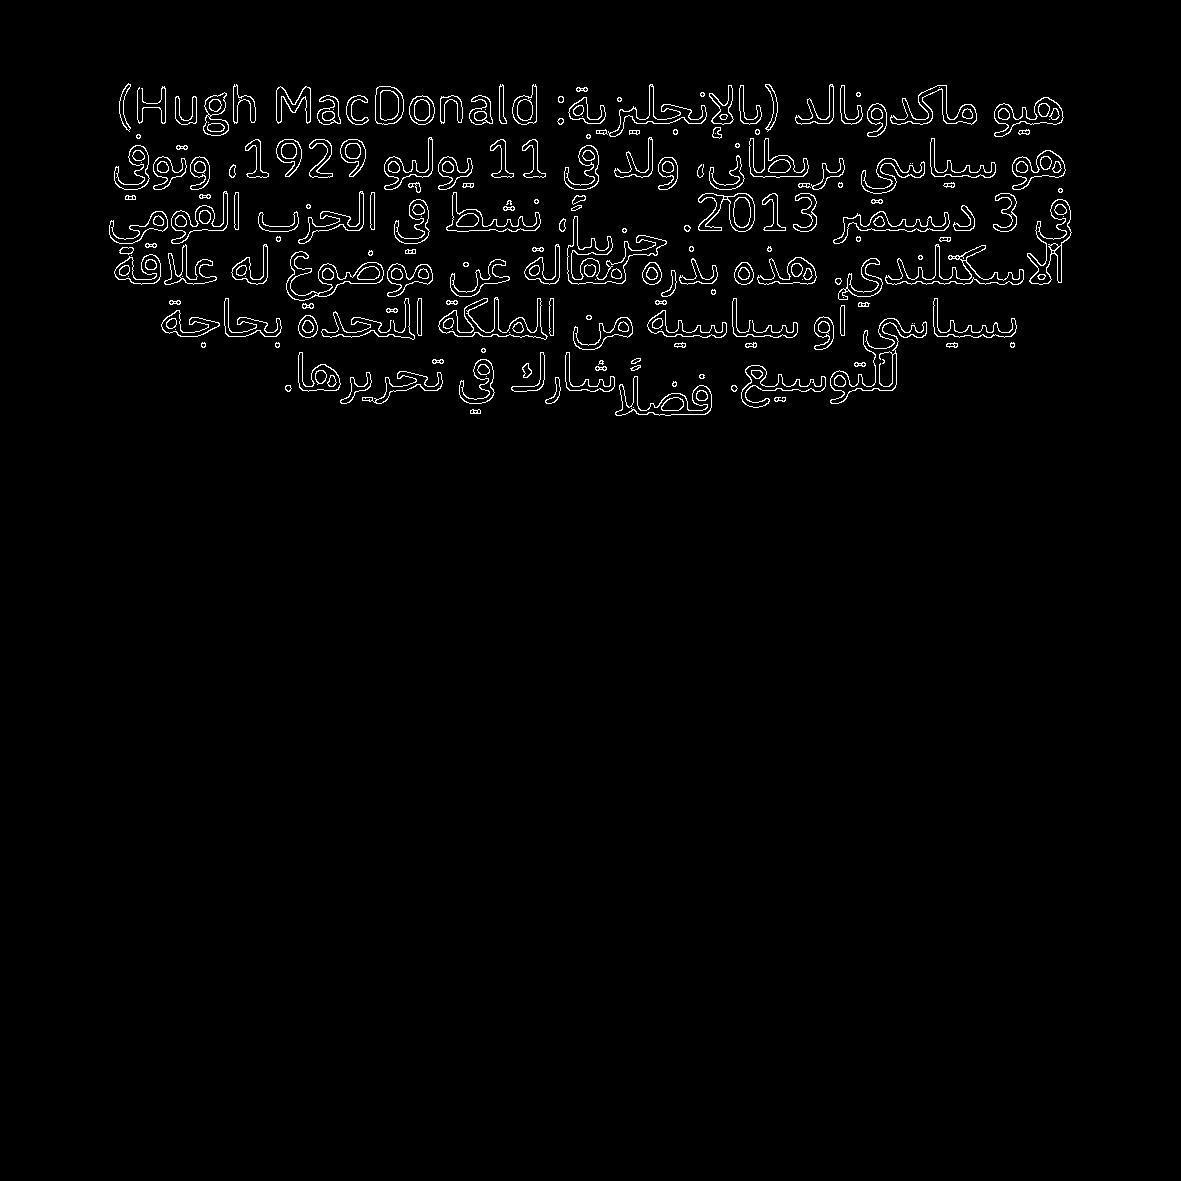 هيو ماكدونالد (بالإنجليزية: Hugh MacDonald)
هو سياسي بريطاني، ولد في 11 يوليو 1929، وتوفي
في 3 ديسمبر 2013. حزبياً، نشط في الحزب القومي
الاسكتلندي. هذه بذرة مقالة عن موضوع له علاقة
بسياسي أو سياسية من المملكة المتحدة بحاجة
للتوسيع. فضلًا شارك في تحريرها.